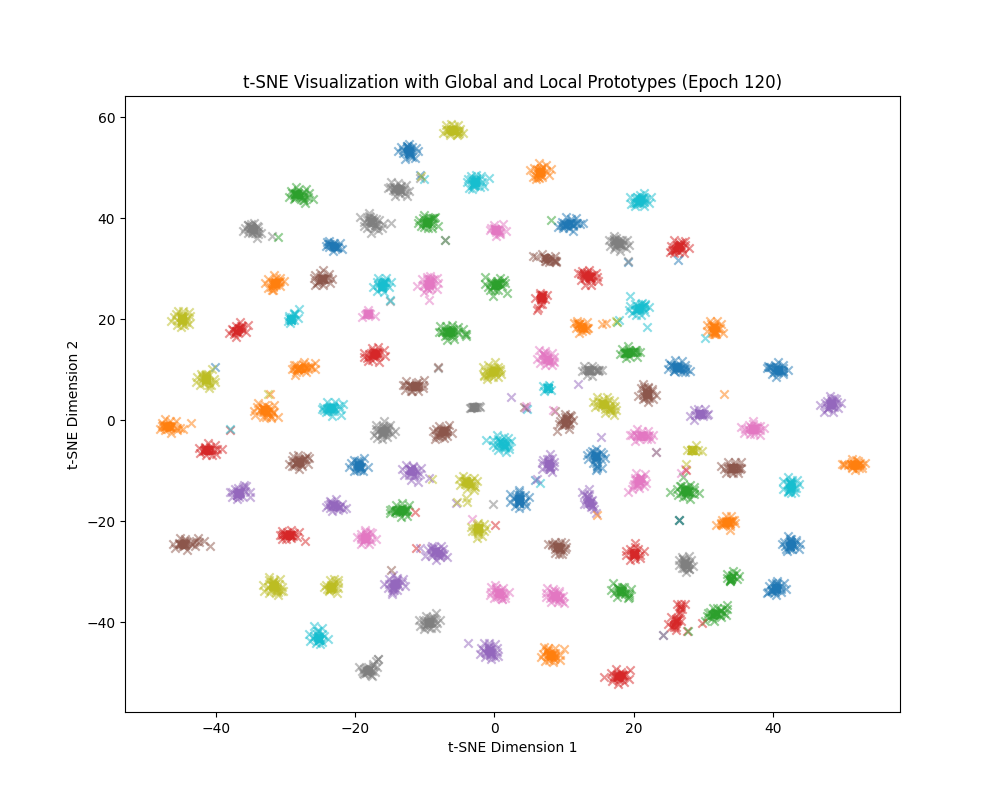 t-SNE Visualization with Global and Local Prototypes (Epoch 120)
60
40
20
0
−20
−40
t-SNE Dimension 2
−40 −20 0 20 40
t-SNE Dimension 1